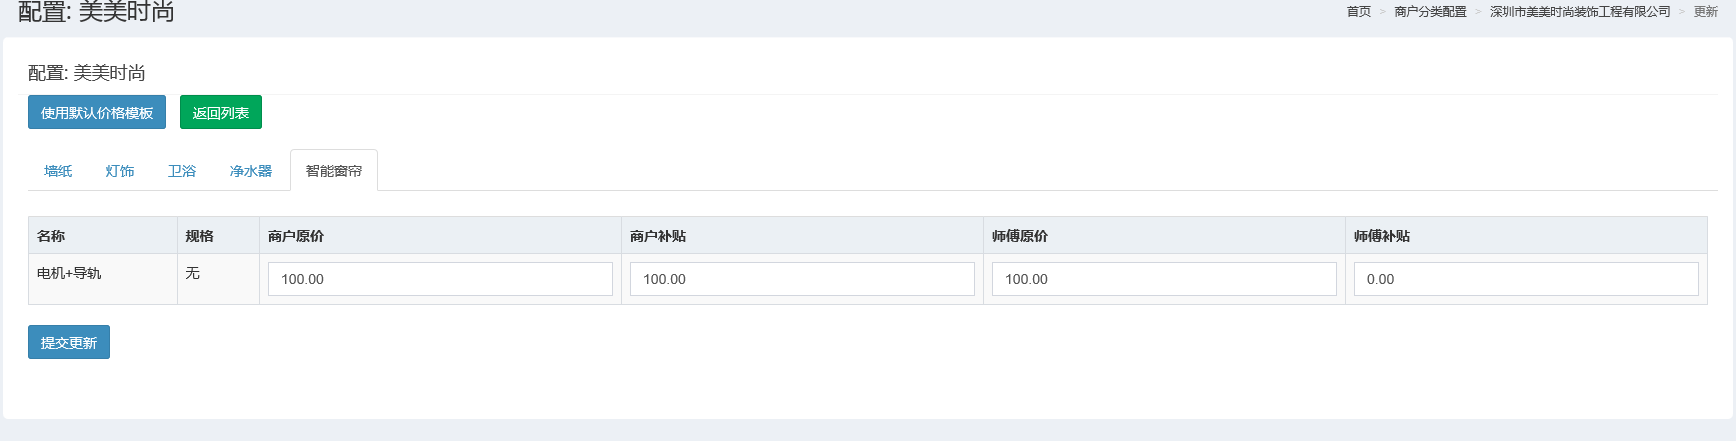 配置: 美美时尚
首页 > 商户分类配置 > 深圳市美美时尚装饰工程有限公司 > 更新
配置: 美美时尚
使用默认价格模板 返回列表
墙纸 灯饰 卫浴 净水器 智能窗帘
名称 规格 商户原价 商户补贴 师傅原价 师傅补贴
电机+导轨 无 100.00 100.00 100.00 0.00
提交更新